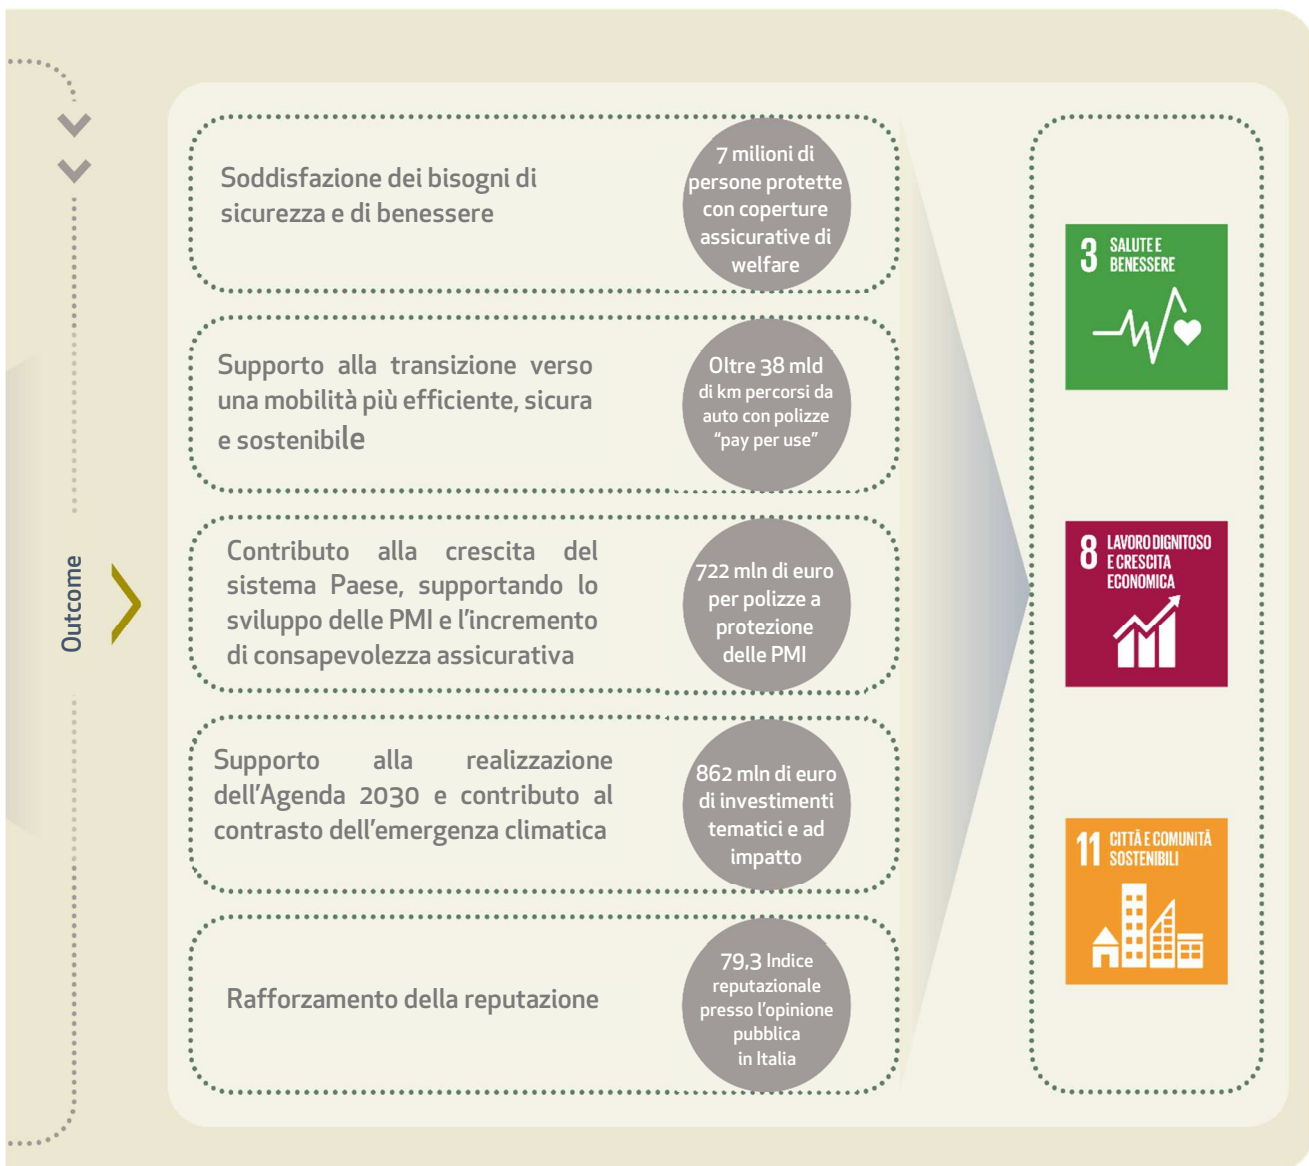 Outcome
Soddisfazione dei bisogni di
sicurezza e di benessere
7 milioni di
persone protette
con coperture
assicurative di
welfare
Supporto alla transizione verso
una mobilità più efficiente, sicura
e sostenibile
Oltre 38 mld
di km percorsi da
auto con polizze
“pay per use”
Contributo alla crescita del
sistema Paese, supportando lo
sviluppo delle PMI e l’incremento
di consapevolezza assicurativa
722 mln di euro
per polizze a
protezione
delle PMI
Supporto alla realizzazione
dell’Agenda 2030 e contributo al
contrasto dell’emergenza climatica
862 mln di euro
di investimenti
tematici e ad
impatto
Rafforzamento della reputazione
79,3 Indice
reputazionale
presso l’opinione
pubblica
in Italia
3 SALUTE E
BENESSERE
8 LAVORO DIGNITOSO
E CRESCITA
ECONOMICA
11 CITTÀ E COMUNITÀ
SOSTENIBILI